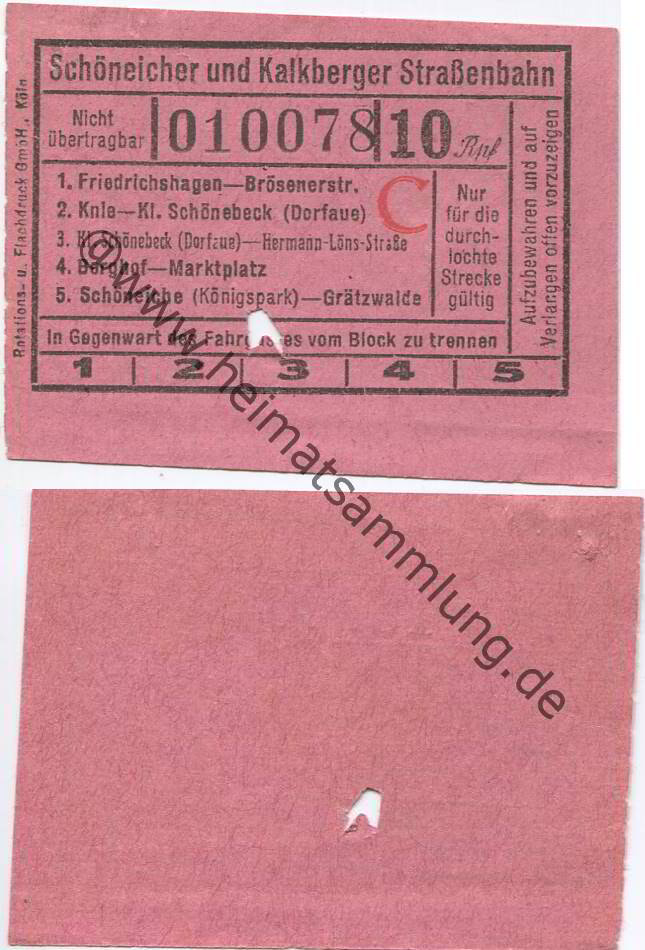 Schöneicher und Kalkberger Straßenbahn
Nicht
übertragbar
010078
10 Rpf
1. Friedrichshagen—Brösenerstr.
2. Knie—Kl. Schönebeck (Dorfaue)
3. Kl. Schönebeck (Dorfaue)—Hermann-Löns-Straße
4. Berghof—Marktplatz
5. Schöneiche (Königspark)—Grätzwalde
C
Nur
für die
durch-
lochte
Strecke
gültig
Aufzubewahren und auf
Verlangen offen vorzuzeigen
In Gegenwart des Fahrgastes vom Block zu trennen
1 2 3 4 5
Rotations- u. Flachdruck GmbH., Köln
@www.heimatsammlung.de